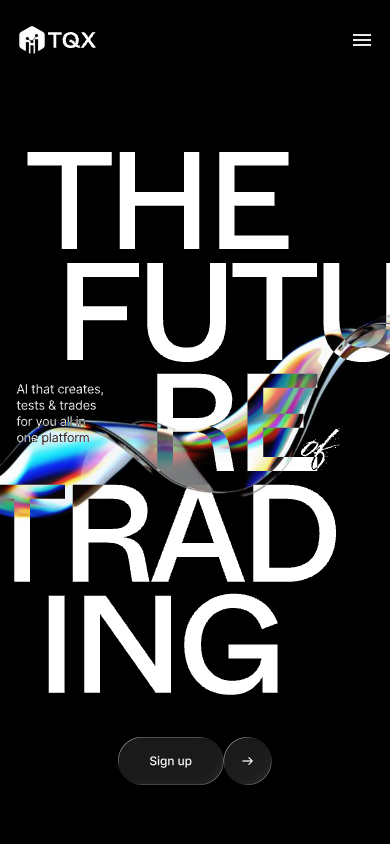 TQX
THE
FUTU
RE
of
AI that creates,
tests & trades
for you all in
one platform
TRAD
ING
Sign up